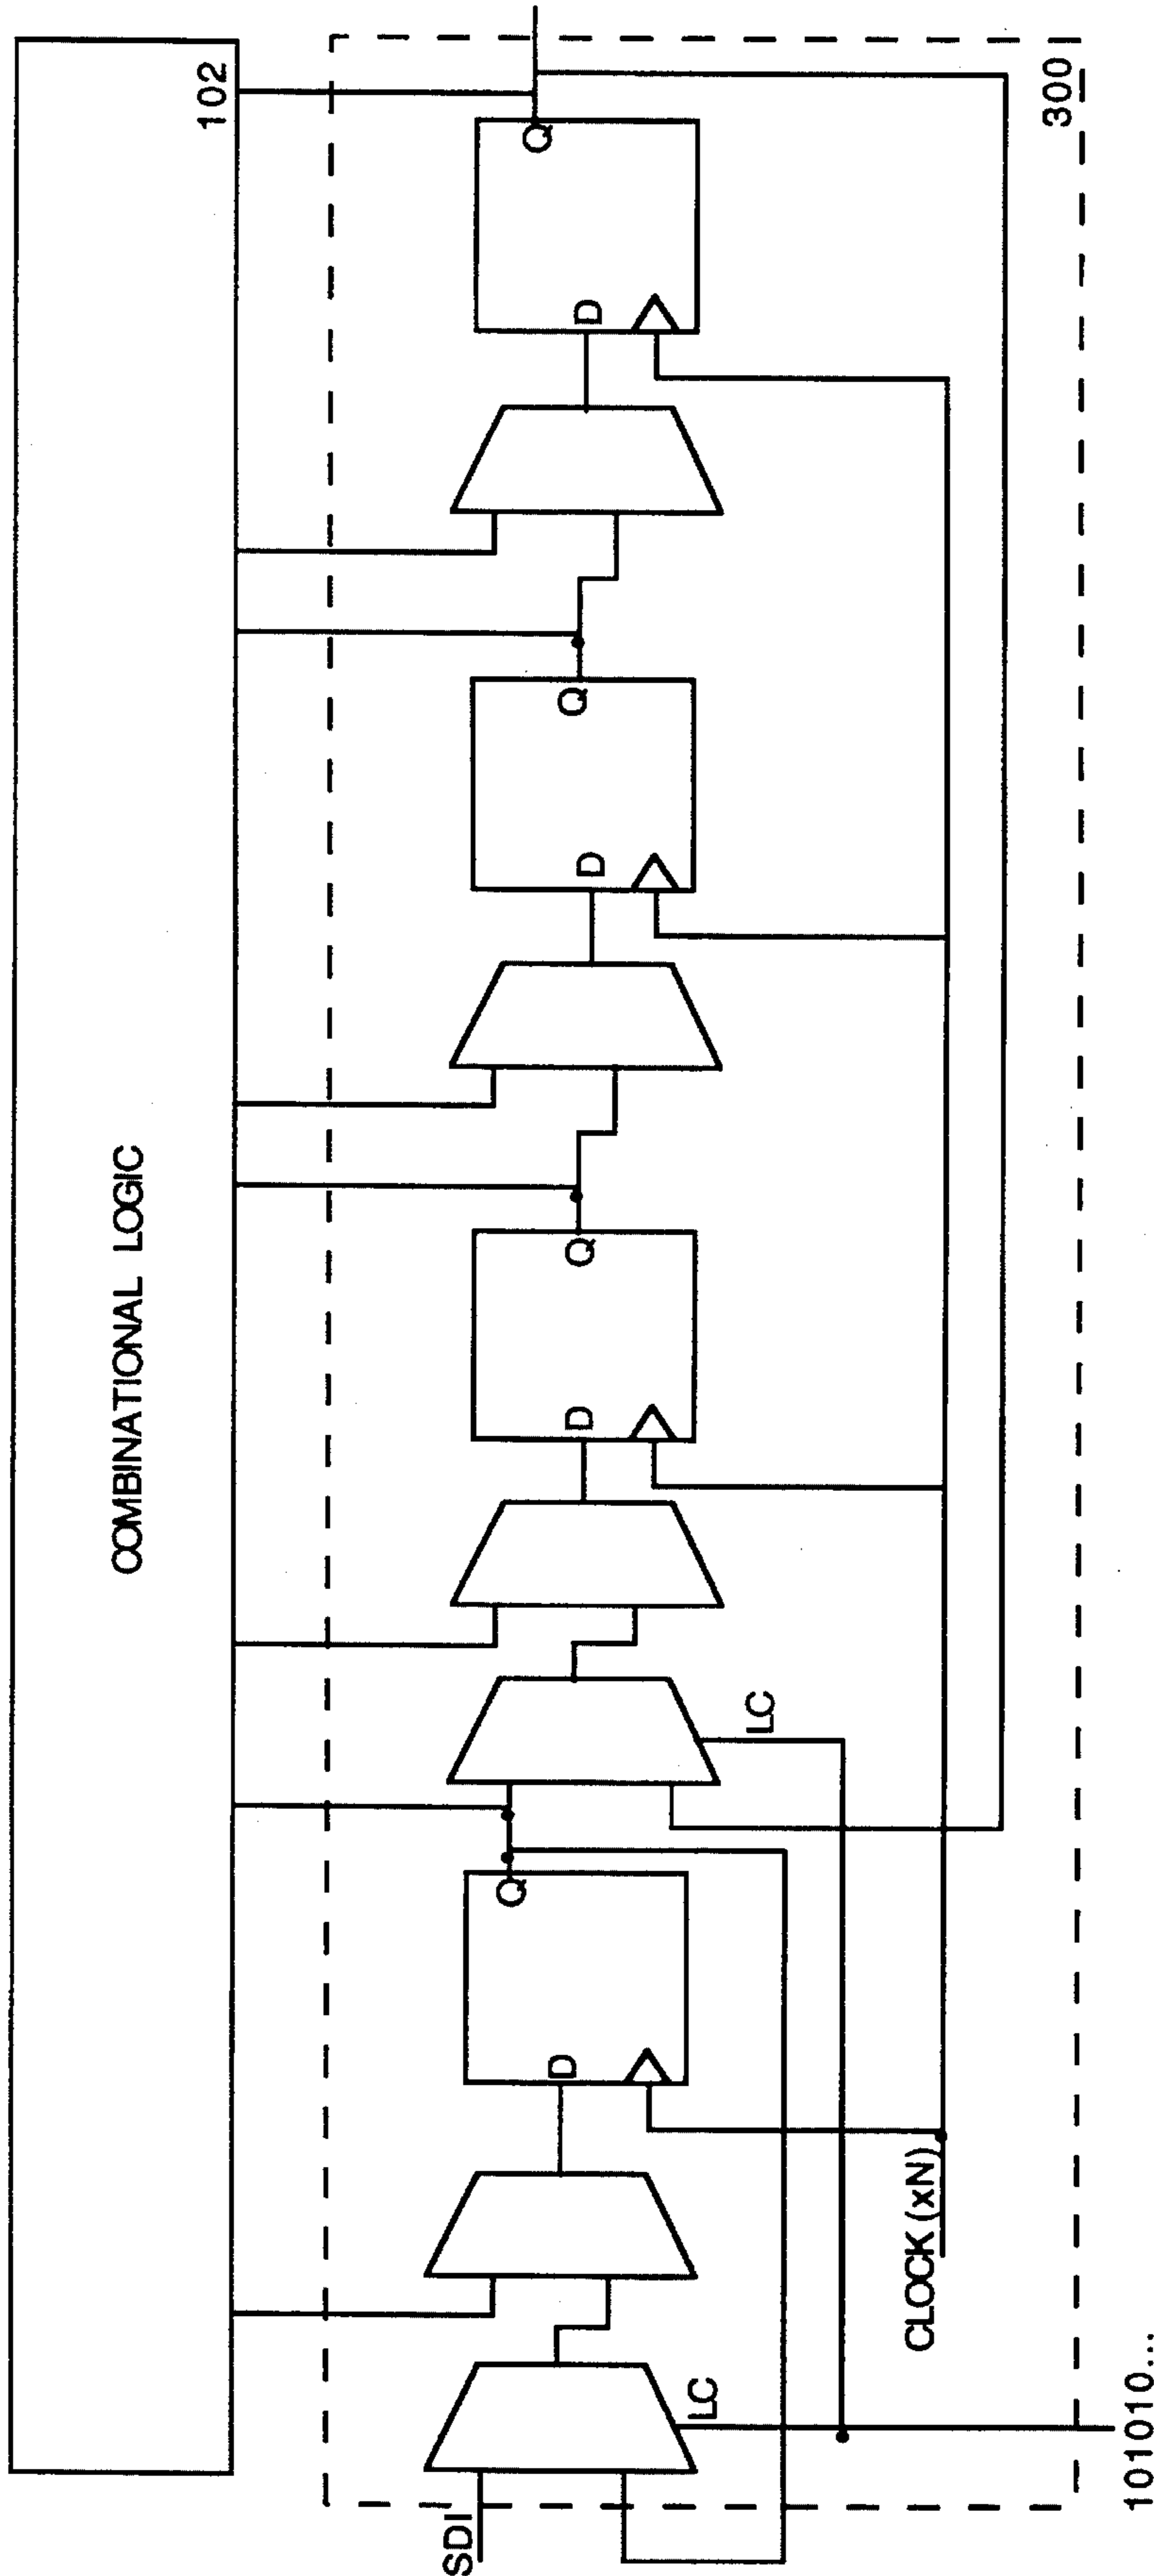 COMBINATIONAL LOGIC
102
SDI
LC
D
Q
LC
D
Q
D
Q
D
Q
CLOCK (xN)
101010...
300